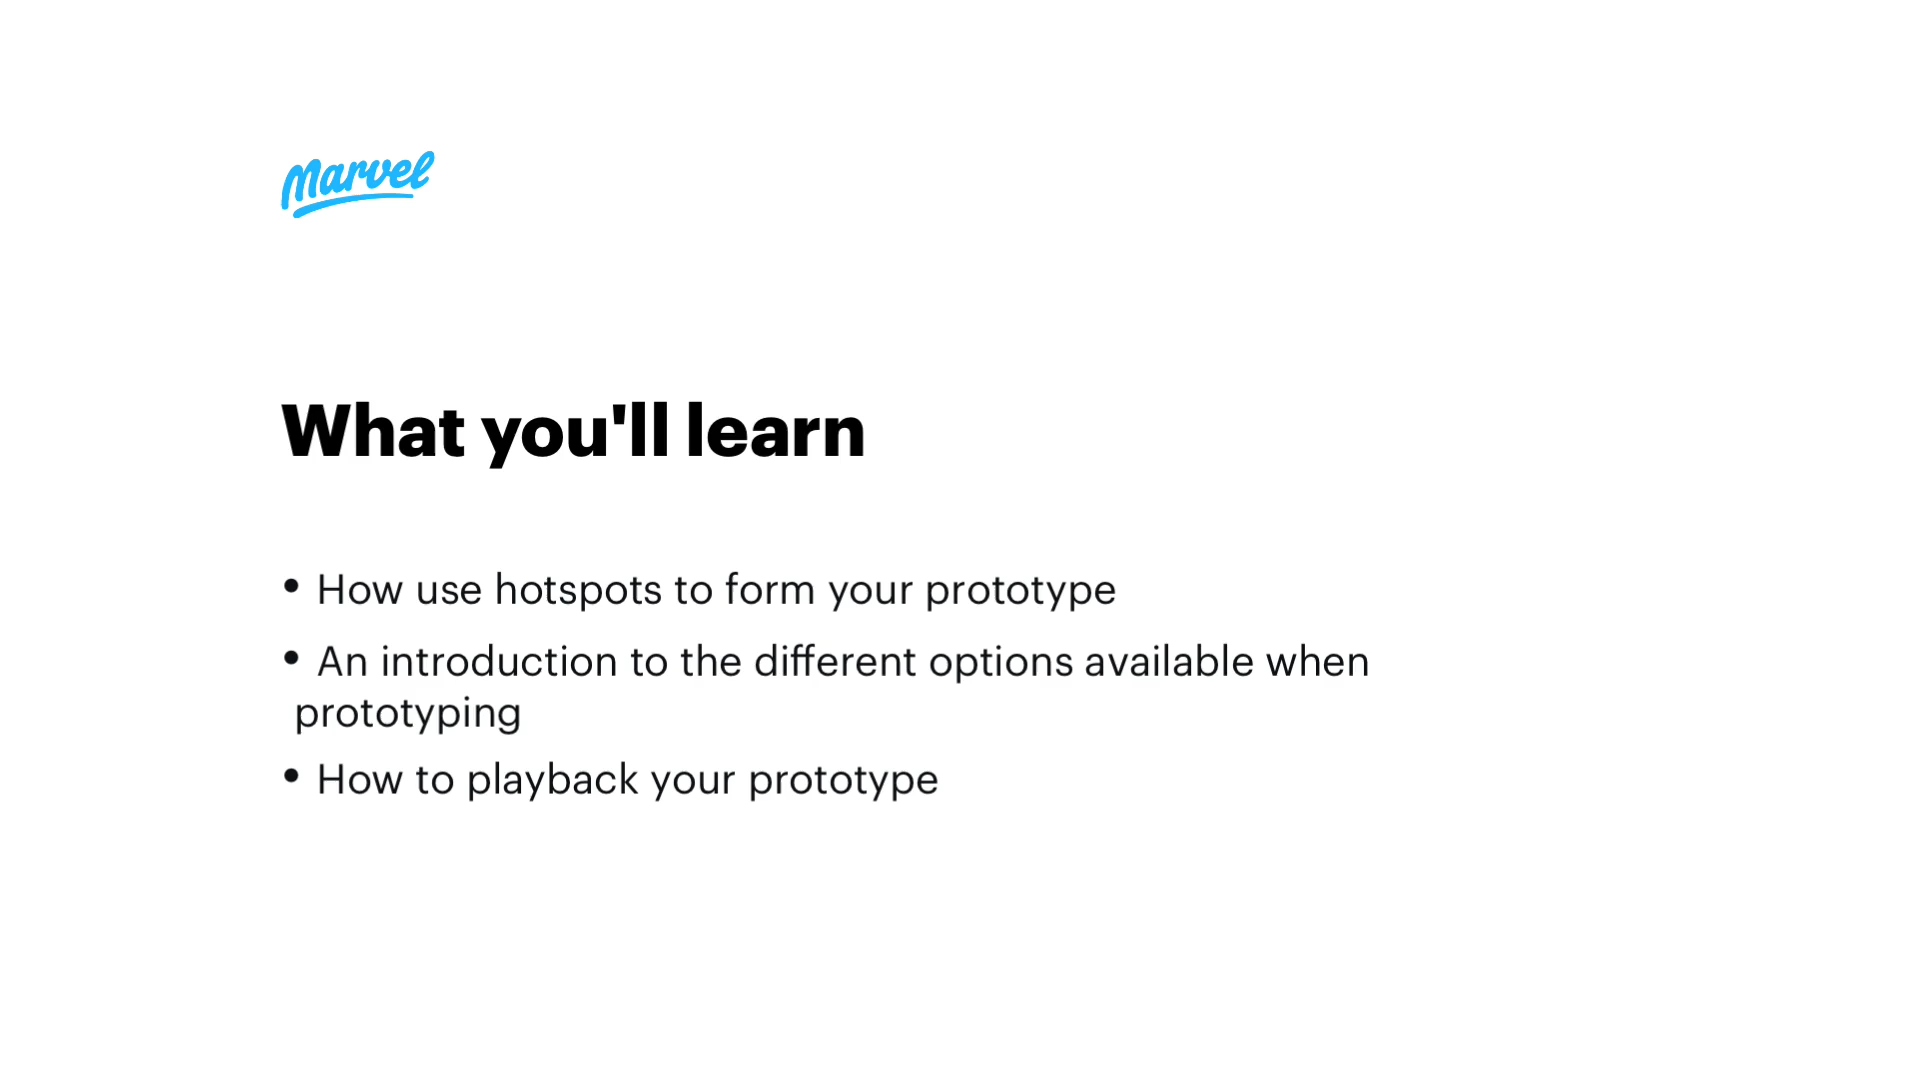 Marvel
What you'll learn
• How use hotspots to form your prototype
• An introduction to the different options available when
prototyping
• How to playback your prototype